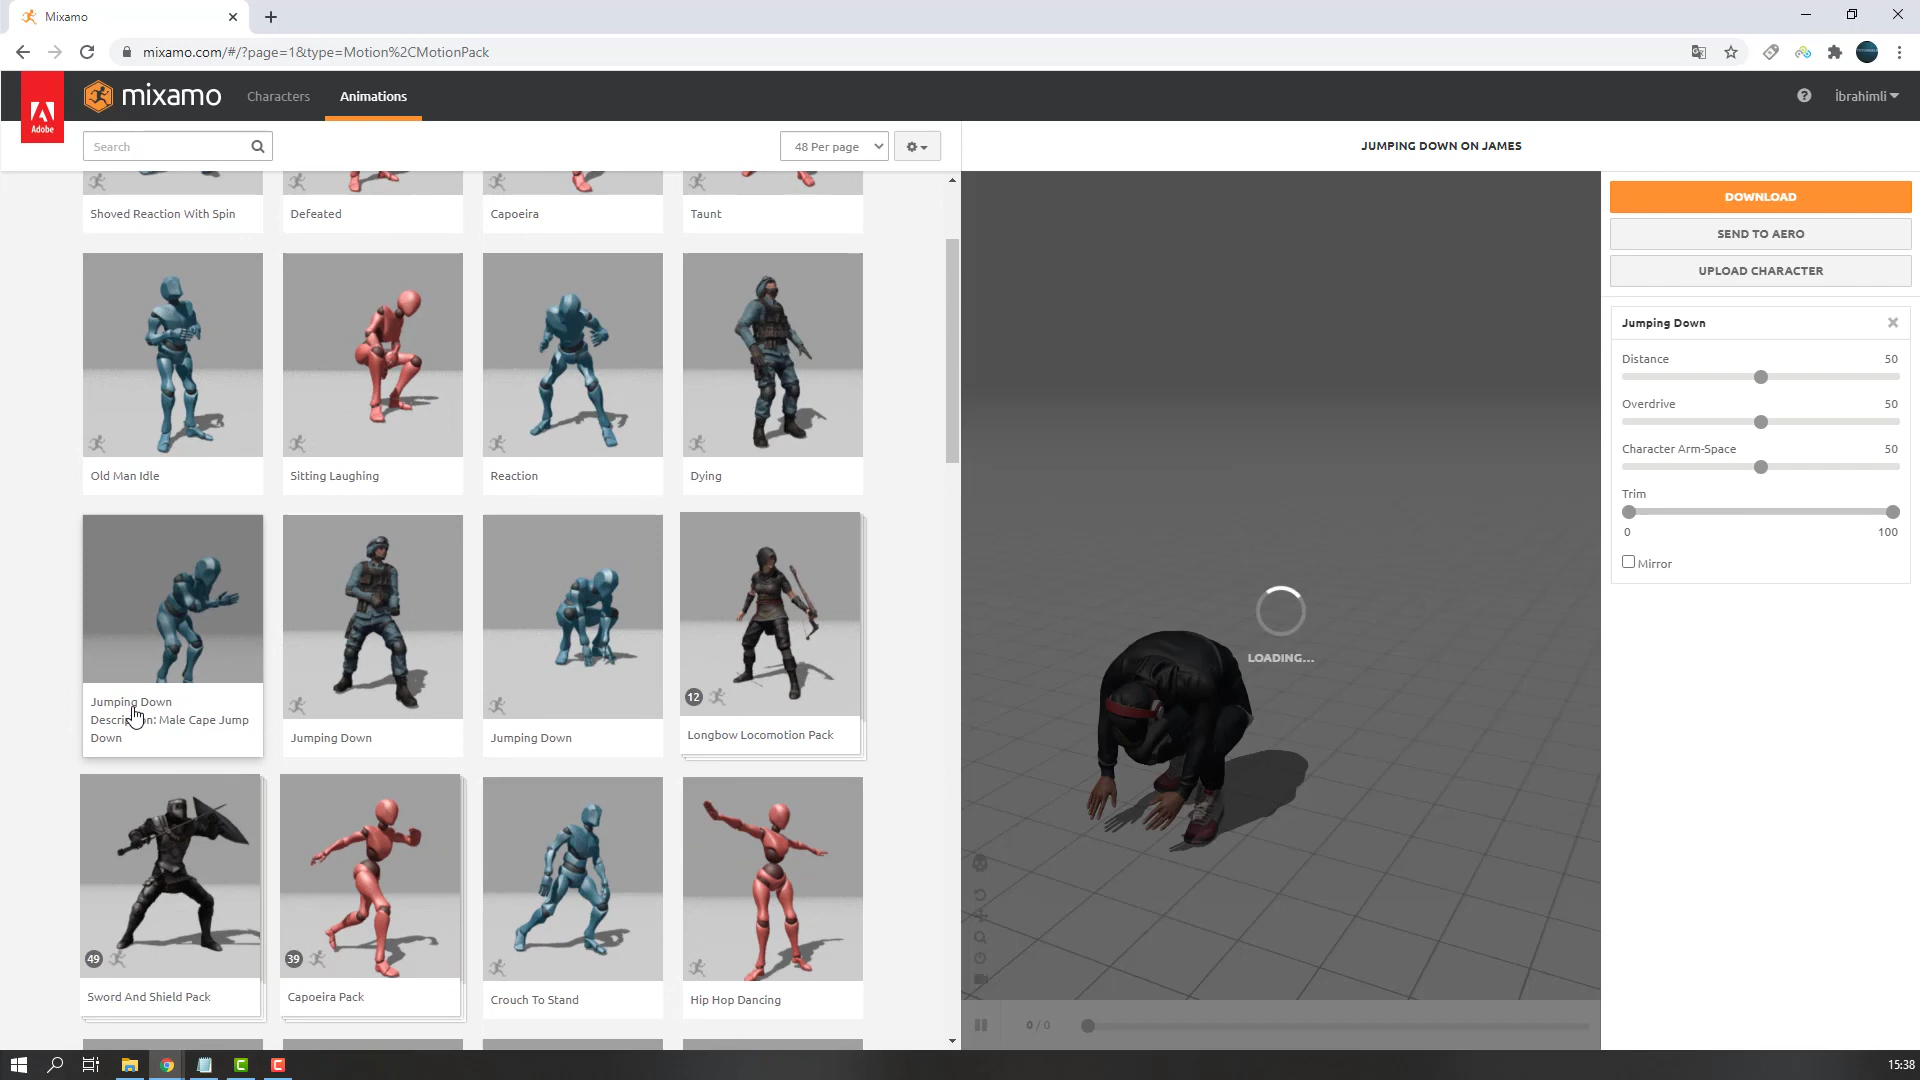 Mixamo
mixamo.com/#/?page=1&type=Motion%2CMotionPack
Adobe
mixamo
Characters
Animations
İbrahimli
Search
48 Per page
JUMPING DOWN ON JAMES
Shoved Reaction With Spin
Defeated
Capoeira
Taunt
DOWNLOAD
SEND TO AERO
UPLOAD CHARACTER
Jumping Down
Distance 50
Overdrive 50
Character Arm-Space 50
Trim
0 100
Mirror
Old Man Idle
Sitting Laughing
Reaction
Dying
Jumping Down
Description: Male Cape Jump
Down
Jumping Down
Jumping Down
12
Longbow Locomotion Pack
LOADING...
49
Sword And Shield Pack
39
Capoeira Pack
Crouch To Stand
Hip Hop Dancing
0 / 0
15:38